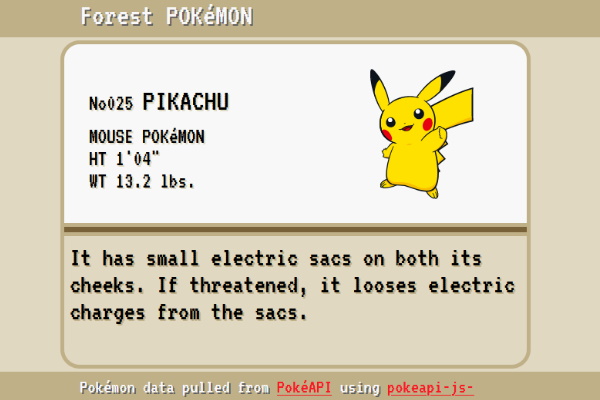 Forest POKéMON
No025 PIKACHU
MOUSE POKéMON
HT 1'04"
WT 13.2 lbs.
It has small electric sacs on both its
cheeks. If threatened, it looses electric
charges from the sacs.
Pokémon data pulled from PokéAPI using pokeapi-js-